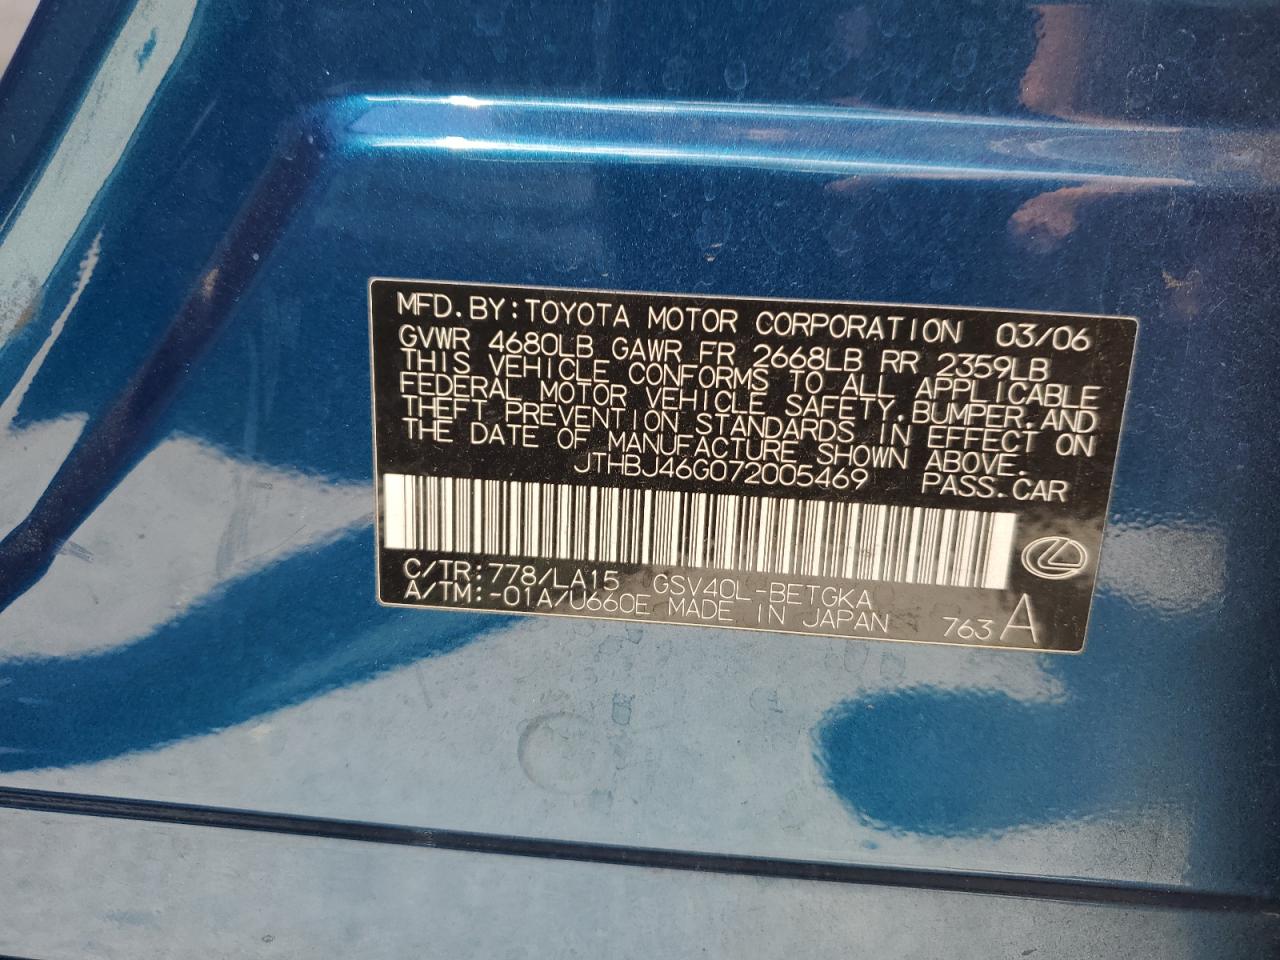 MFD.BY:TOYOTA MOTOR CORPORATION 03/06
GVWR 4680LB GAWR FR 2668LB RR 2359LB
THIS VEHICLE CONFORMS TO ALL APPLICABLE
FEDERAL MOTOR VEHICLE SAFETY,BUMPER,AND
THEFT PREVENTION STANDARDS IN EFFECT ON
THE DATE OF MANUFACTURE SHOWN ABOVE.
JTHBJ46G072005469 PASS.CAR
C/TR:778/LA15 GSV40L-BETGKA
A/TM:-01A/U660E MADE IN JAPAN 763 A